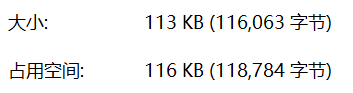 大小: 113 KB (116,063 字节)
占用空间: 116 KB (118,784 字节)